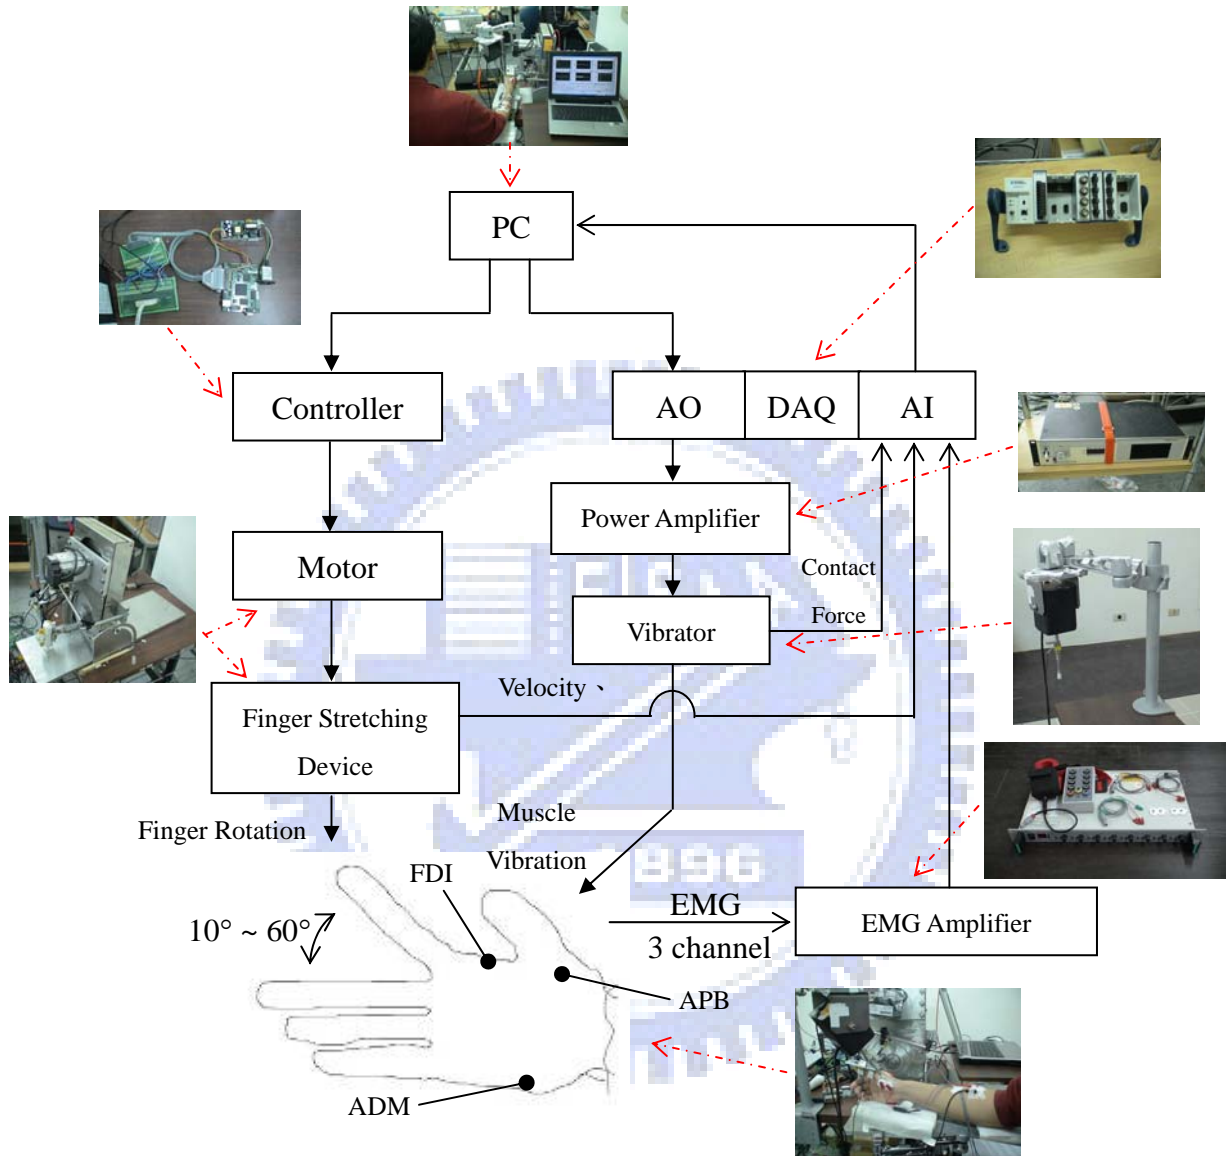 PC
Controller
AO
DAQ
AI
Power Amplifier
Motor
Contact
Force
Vibrator
Velocity、
Finger Stretching
Device
Muscle
Vibration
Finger Rotation
FDI
896
EMG
3 channel
EMG Amplifier
10° ~ 60°
APB
ADM